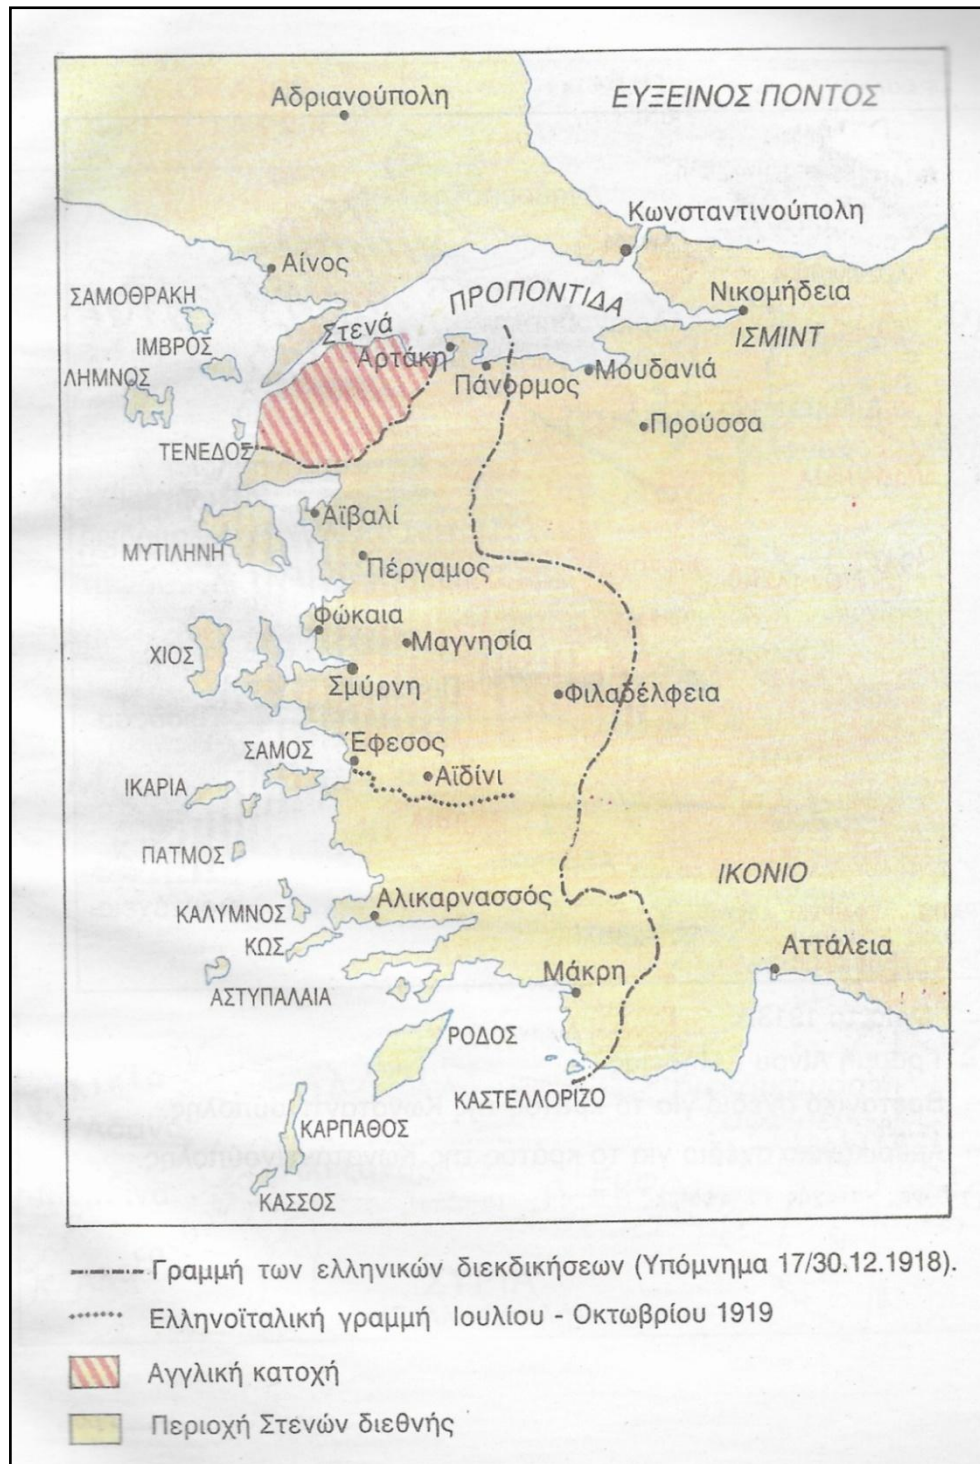 Αδριανούπολη
ΕΥΞΕΙΝΟΣ ΠΟΝΤΟΣ
Κωνσταντινούπολη
Αίνος
ΠΡΟΠΟΝΤΙΔΑ
Νικομήδεια
ΣΑΜΟΘΡΑΚΗ
Στενά
ΙΣΜΙΝΤ
ΙΜΒΡΟΣ
Αρτάκη
ΛΗΜΝΟΣ
Πάνορμος
Μουδανιά
Προύσσα
ΤΕΝΕΔΟΣ
Αϊβαλί
ΜΥΤΙΛΗΝΗ
Πέργαμος
Φώκαια
Μαγνησία
ΧΙΟΣ
Σμύρνη
Φιλαδέλφεια
Έφεσος
ΣΑΜΟΣ
Αϊδίνι
ΙΚΑΡΙΑ
ΠΑΤΜΟΣ
ΙΚΟΝΙΟ
Αλικαρνασσός
ΚΑΛΥΜΝΟΣ
ΚΩΣ
Αττάλεια
Μάκρη
ΑΣΤΥΠΑΛΑΙΑ
ΡΟΔΟΣ
ΚΑΣΤΕΛΛΟΡΙΖΟ
ΚΑΡΠΑΘΟΣ
ΚΑΣΣΟΣ
Γραμμή των ελληνικών διεκδικήσεων (Υπόμνημα 17/30.12.1918).
Ελληνοϊταλική γραμμή Ιουλίου - Οκτωβρίου 1919
Αγγλική κατοχή
Περιοχή Στενών διεθνής